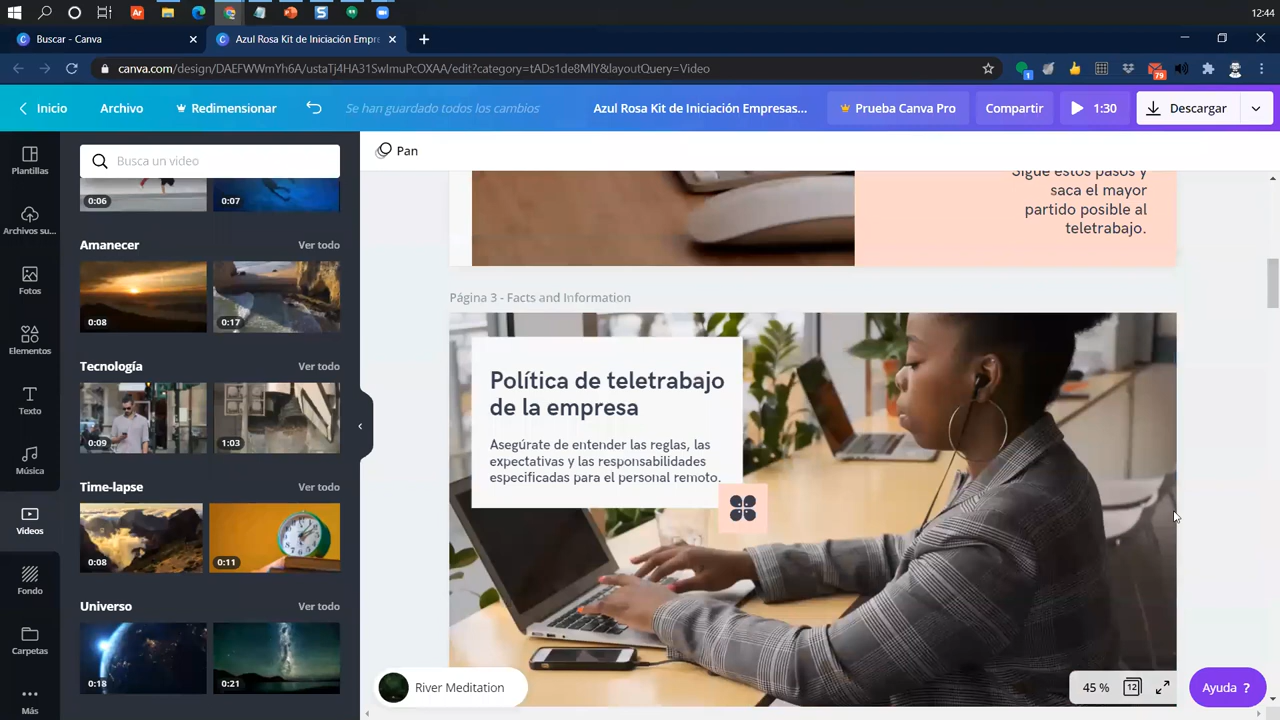 12:44
Buscar - Canva
Azul Rosa Kit de Iniciación Empre
canva.com/design/DAEFWWmYh6A/ustaTj4HA31SwImuPcOXAA/edit?category=tADs1de8MlY&layoutQuery=Video
1
79
Inicio
Archivo
Redimensionar
Se han guardado todos los cambios
Azul Rosa Kit de Iniciación Empresas...
Prueba Canva Pro
Compartir
1:30
Descargar
Plantillas
Archivos su...
Fotos
Elementos
Texto
Música
Videos
Fondo
Carpetas
Más
Busca un video
0:06
0:07
Amanecer
Ver todo
0:08
0:17
Tecnología
Ver todo
0:09
1:03
Time-lapse
Ver todo
0:08
0:11
Universo
Ver todo
0:18
0:21
Pan
Sigue estos pasos y
saca el mayor
partido posible al
teletrabajo.
Página 3 - Facts and Information
Política de teletrabajo
de la empresa
Asegúrate de entender las reglas, las
expectativas y las responsabilidades
especificadas para el personal remoto.
River Meditation
45 %
12
Ayuda ?